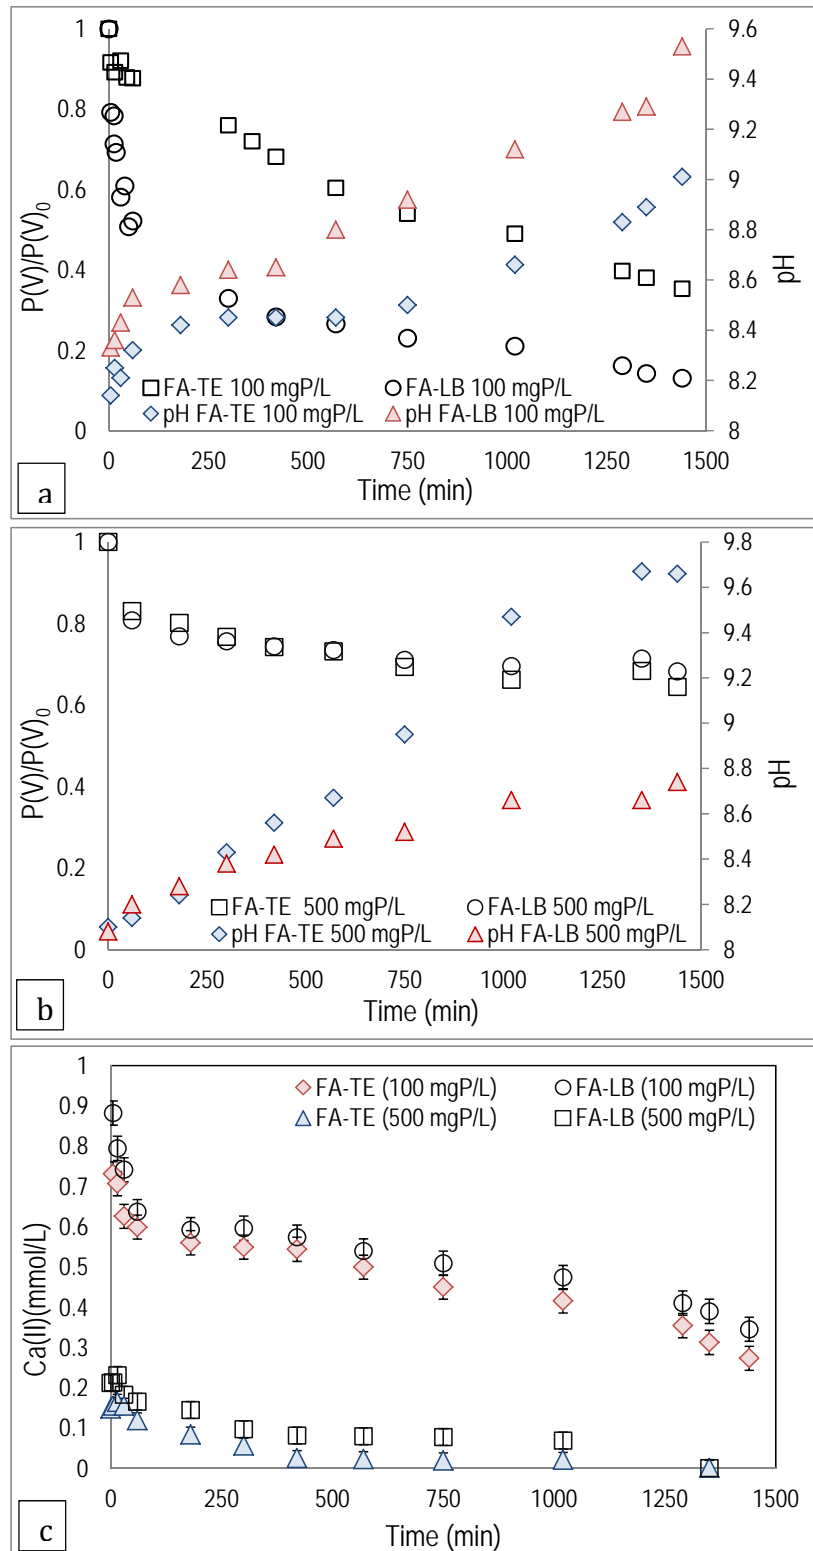 1
0.8
0.6
0.4
0.2
0
P(V)/P(V)0
9.6
9.4
9.2
9
8.8
8.6
8.4
8.2
8
pH
FA-TE 100 mgP/L
FA-LB 100 mgP/L
pH FA-TE 100 mgP/L
pH FA-LB 100 mgP/L
0 250 500 750 1000 1250 1500
Time (min)
a
1
0.8
0.6
0.4
0.2
0
P(V)/P(V)0
9.8
9.6
9.4
9.2
9
8.8
8.6
8.4
8.2
8
pH
FA-TE 500 mgP/L
FA-LB 500 mgP/L
pH FA-TE 500 mgP/L
pH FA-LB 500 mgP/L
0 250 500 750 1000 1250 1500
Time (min)
b
1
0.9
0.8
0.7
0.6
0.5
0.4
0.3
0.2
0.1
0
Ca(II)(mmol/L)
FA-TE (100 mgP/L)
FA-LB (100 mgP/L)
FA-TE (500 mgP/L)
FA-LB (500 mgP/L)
0 250 500 750 1000 1250 1500
Time (min)
c